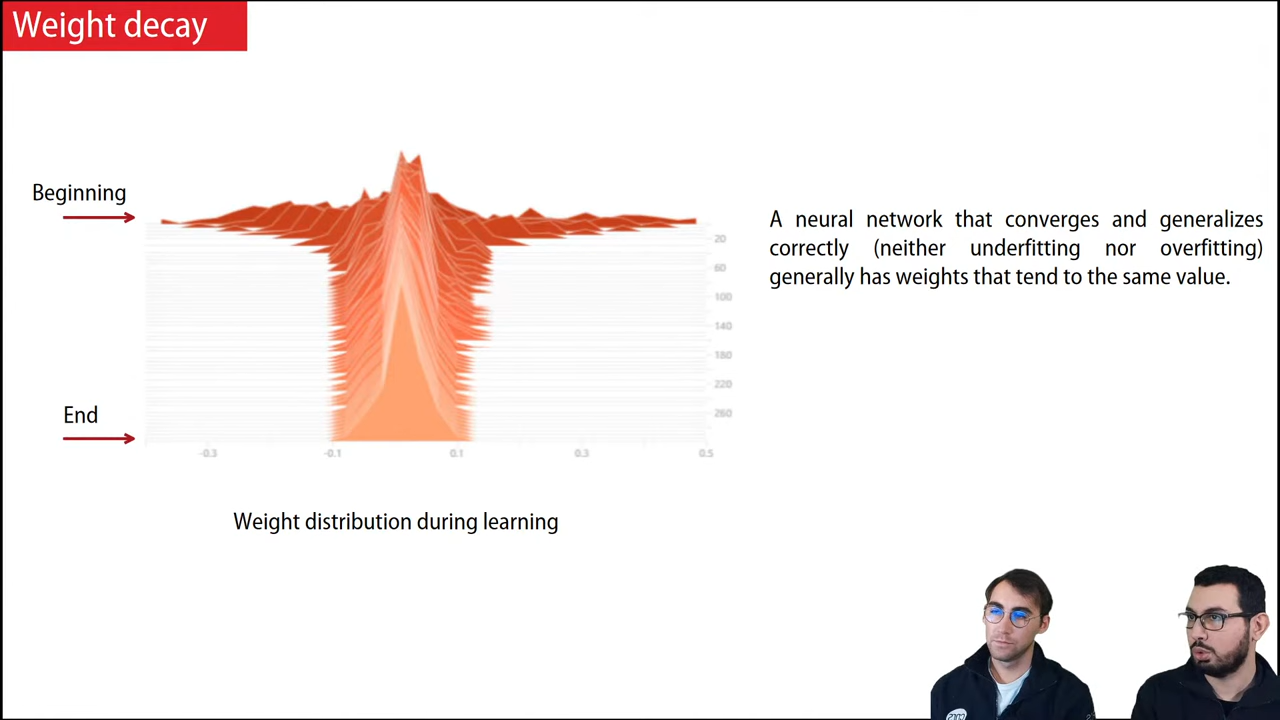 Weight decay
Beginning
A neural network that converges and generalizes
correctly (neither underfitting nor overfitting)
generally has weights that tend to the same value.
20
60
100
140
180
220
260
End
-0.3
-0.1
0.1
0.3
0.5
Weight distribution during learning